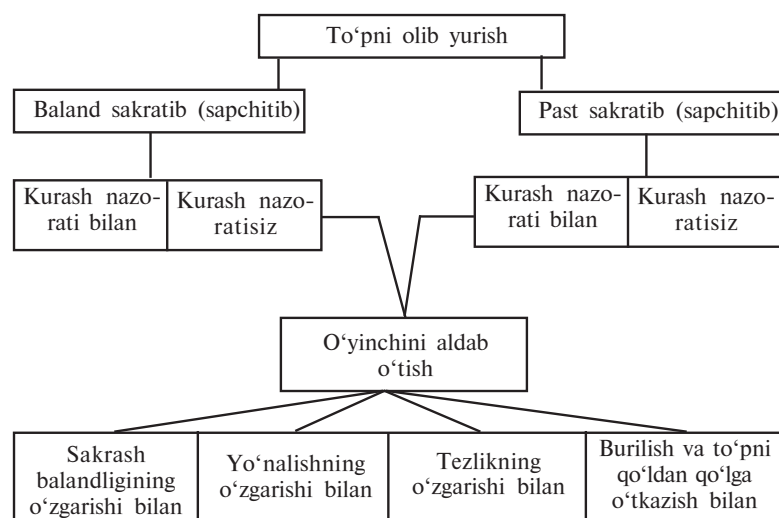 To‘pni olib yurish
Baland sakratib (sapchitib)
Past sakratib (sapchitib)
Kurash nazo-
rati bilan
Kurash nazo-
ratisiz
Kurash nazo-
rati bilan
Kurash nazo-
ratisiz
O‘yinchini aldab
o‘tish
Sakrash
balandligining
o‘zgarishi bilan
Yo‘nalishning
o‘zgarishi bilan
Tezlikning
o‘zgarishi bilan
Burilish va to‘pni
qo‘ldan qo‘lga
o‘tkazish bilan